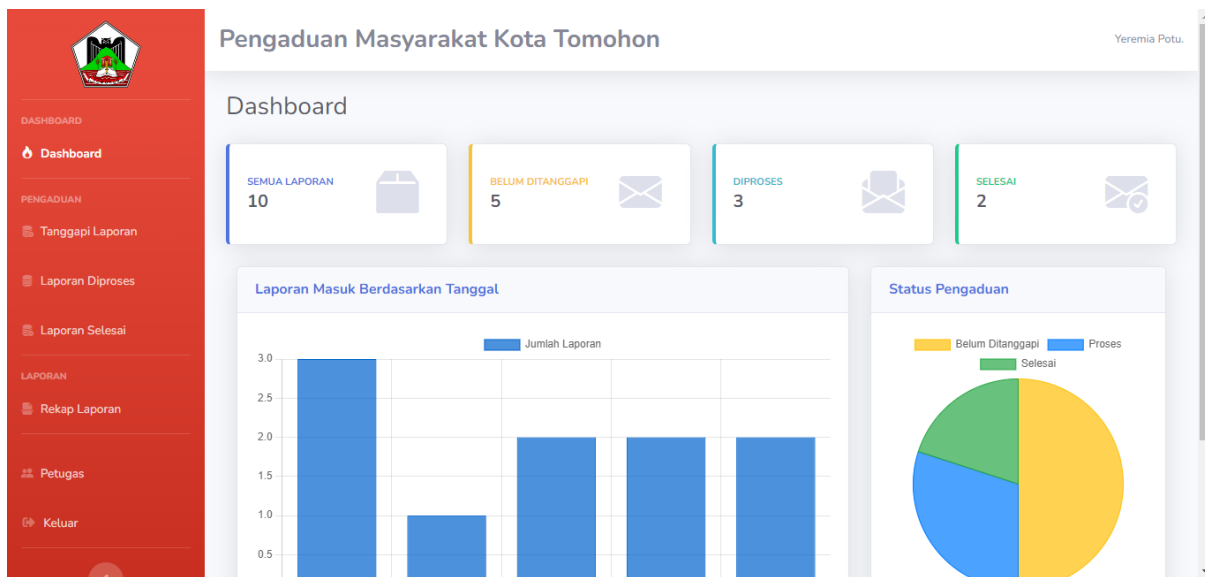 Pengaduan Masyarakat Kota Tomohon
Yeremia Potu.
DASHBOARD
Dashboard
PENGADUAN
Tanggapi Laporan
Laporan Diproses
Laporan Selesai
LAPORAN
Rekap Laporan
Petugas
Keluar
Dashboard
SEMUA LAPORAN
10
BELUM DITANGGAPI
5
DIPROSES
3
SELESAI
2
Laporan Masuk Berdasarkan Tanggal
Jumlah Laporan
3.0
2.5
2.0
1.5
1.0
0.5
Status Pengaduan
Belum Ditanggapi
Proses
Selesai